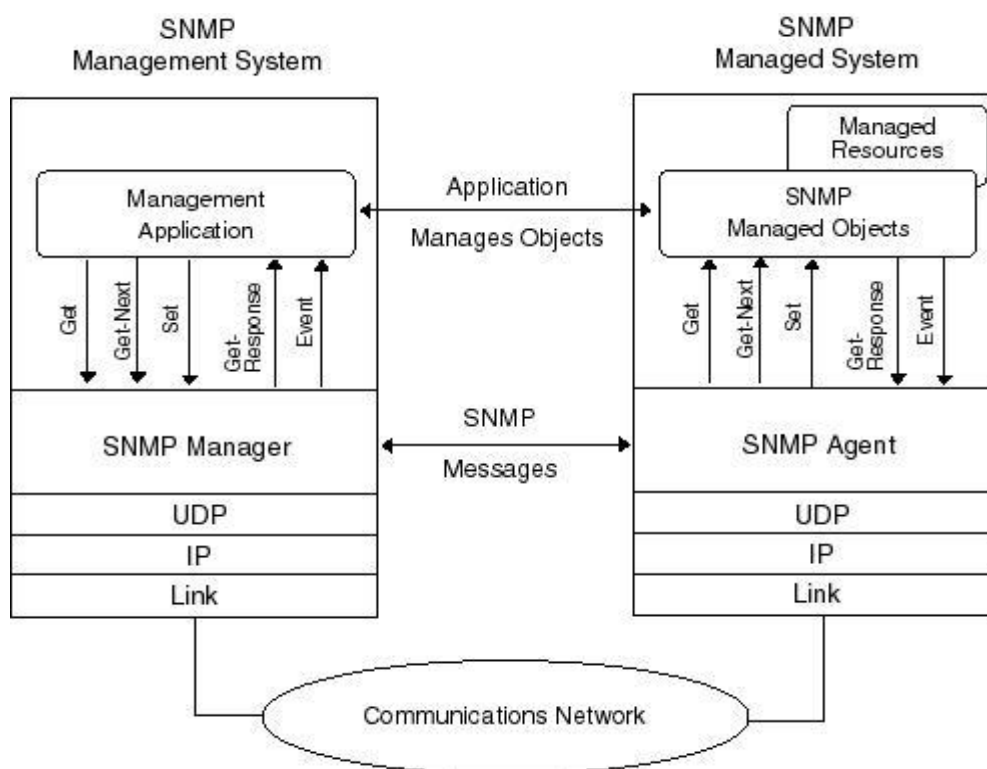 SNMP
Management System
SNMP
Managed System
Managed
Resources
Management
Application
Application
Manages Objects
SNMP
Managed Objects
Get
Get-Next
Set
Get-
Response
Event
Get
Get-Next
Set
Get-
Response
Event
SNMP Manager
SNMP
Messages
SNMP Agent
UDP
UDP
IP
IP
Link
Link
Communications Network